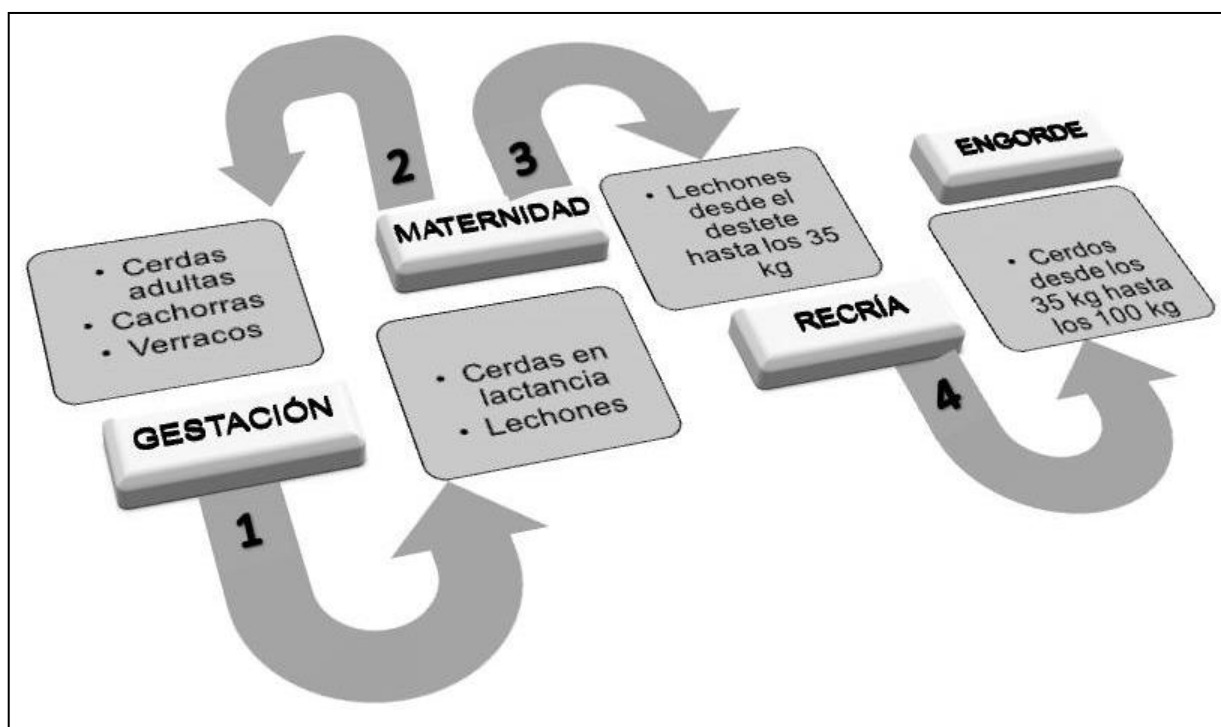 2
3
ENGORDE
MATERNIDAD
• Lechones
desde el
destete
hasta los 35
kg
• Cerdas
adultas
• Cachorras
• Verracos
• Cerdos
desde los
35 kg hasta
los 100 kg
RECRÍA
• Cerdas en
lactancia
• Lechones
4
GESTACIÓN
1